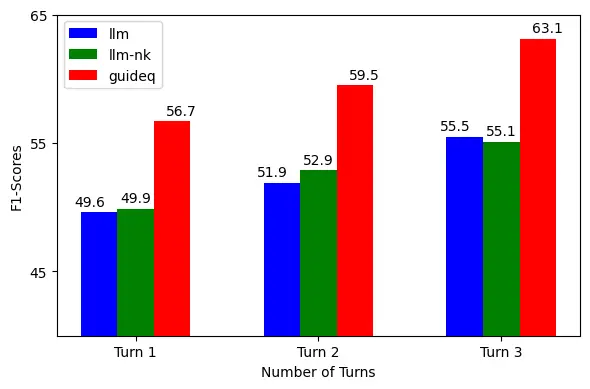 65
55
45
F1-Scores
llm
llm-nk
guideq
49.6
49.9
56.7
51.9
52.9
59.5
55.5
55.1
63.1
Turn 1
Turn 2
Turn 3
Number of Turns